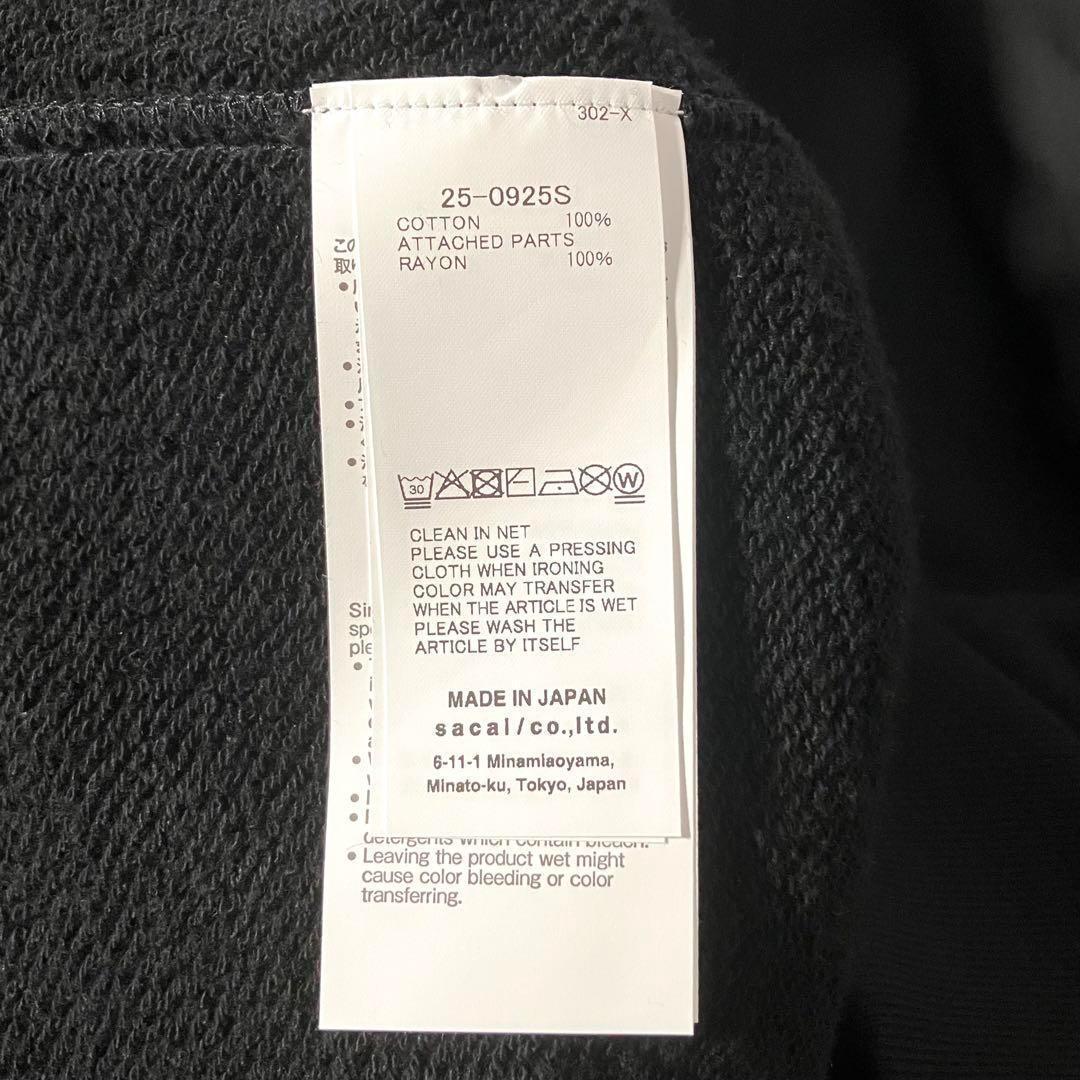 302-X
25-0925S
COTTON 100%
ATTACHED PARTS
RAYON 100%
30
W
CLEAN IN NET
PLEASE USE A PRESSING
CLOTH WHEN IRONING
COLOR MAY TRANSFER
WHEN THE ARTICLE IS WET
PLEASE WASH THE
ARTICLE BY ITSELF
MADE IN JAPAN
sacai/co.,ltd.
6-11-1 Minamiaoyama,
Minato-ku, Tokyo, Japan
detergents which contain bleach.
• Leaving the product wet might
cause color bleeding or color
transferring.